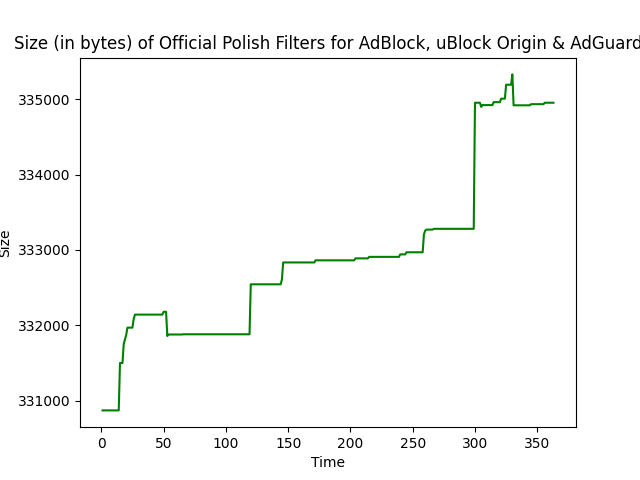 Size (in bytes) of Official Polish Filters for AdBlock, uBlock Origin & AdGuard
335000
334000
333000
332000
331000
Size
0 50 100 150 200 250 300 350
Time